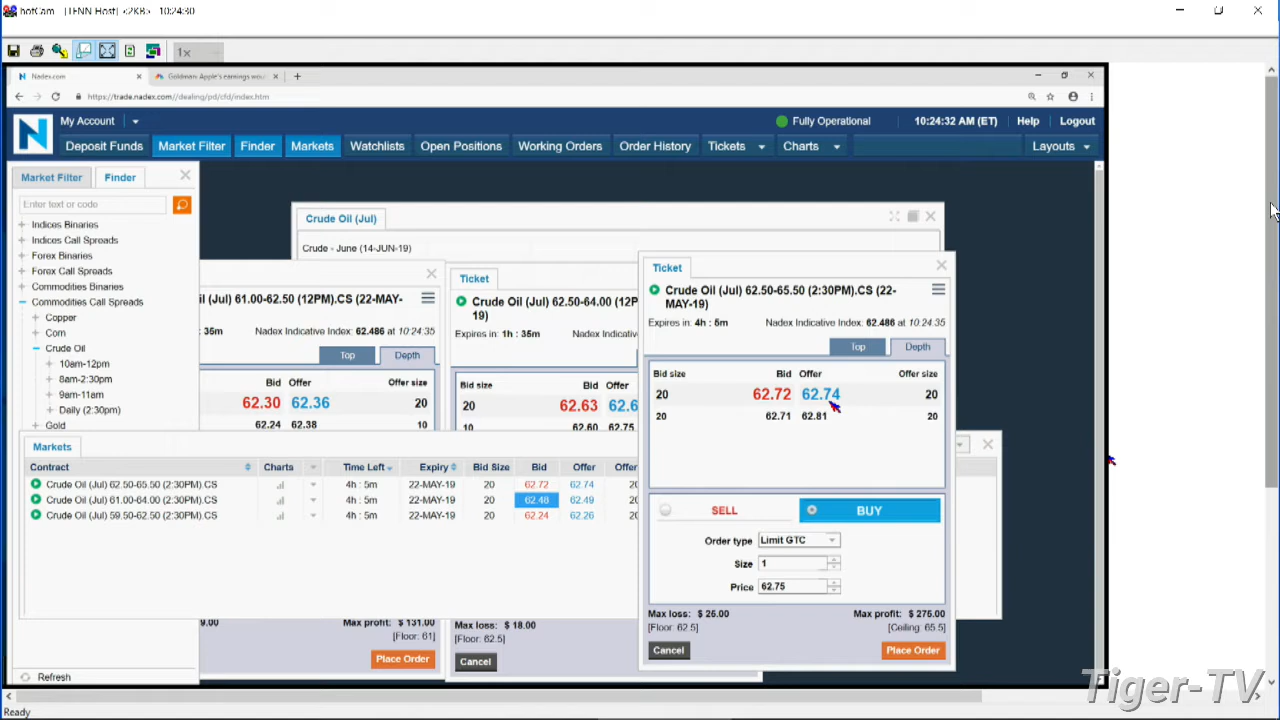 hotCam [TENN Host] <2KB> 10:24:30
1x
Nadex.com
Goldman: Apple's earnings wou
https://trade.nadex.com//dealing/pd/cfd/index.htm
N
My Account
Fully Operational
10:24:32 AM (ET)
Help
Logout
Deposit Funds
Market Filter
Finder
Markets
Watchlists
Open Positions
Working Orders
Order History
Tickets
Charts
Layouts
Market Filter
Finder
Enter text or code
Indices Binaries
Indices Call Spreads
Forex Binaries
Forex Call Spreads
Commodities Binaries
Commodities Call Spreads
Copper
Corn
Crude Oil
10am-12pm
8am-2:30pm
9am-11am
Daily (2:30pm)
Gold
Refresh
Crude Oil (Jul)
Crude - June (14-JUN-19)
il (Jul) 61.00-62.50 (12PM).CS (22-MAY-
: 35m
Nadex Indicative Index: 62.486 at 10:24:35
Top
Depth
Bid Offer Offer size
62.30 62.36 20
62.24 62.38 10
9.00
Max profit: $ 131.00
[Floor: 61]
Place Order
Ticket
Crude Oil (Jul) 62.50-64.00 (12P
19)
Expires in: 1h : 35m
Nadex Indi
Bid size Bid Offer
20 62.63 62.6
10 62.60 62.75
Max loss: $ 18.00
[Floor: 62.5]
Cancel
Markets
Contract Charts Time Left Expiry Bid Size Bid Offer Offer
Crude Oil (Jul) 62.50-65.50 (2:30PM).CS 4h : 5m 22-MAY-19 20 62.72 62.74 20
Crude Oil (Jul) 61.00-64.00 (2:30PM).CS 4h : 5m 22-MAY-19 20 62.48 62.49 20
Crude Oil (Jul) 59.50-62.50 (2:30PM).CS 4h : 5m 22-MAY-19 20 62.24 62.26 20
Ticket
Crude Oil (Jul) 62.50-65.50 (2:30PM).CS (22-
MAY-19)
Expires in: 4h : 5m
Nadex Indicative Index: 62.486 at 10:24:35
Top
Depth
Bid size Bid Offer Offer size
20 62.72 62.74 20
20 62.71 62.81 20
SELL
BUY
Order type Limit GTC
Size 1
Price 62.75
Max loss: $ 25.00
Max profit: $ 275.00
[Floor: 62.5]
[Ceiling: 65.5]
Cancel
Place Order
Tiger-TV
Ready